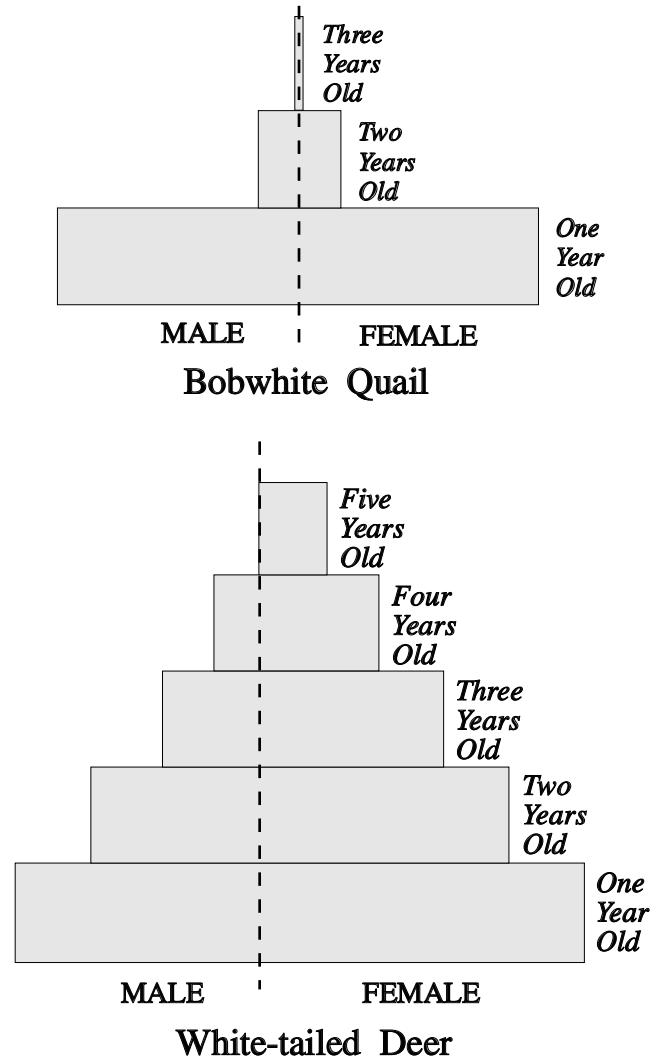 Three
Years
Old
Two
Years
Old
One
Year
Old
MALE FEMALE
Bobwhite Quail
Five
Years
Old
Four
Years
Old
Three
Years
Old
Two
Years
Old
One
Year
Old
MALE FEMALE
White-tailed Deer